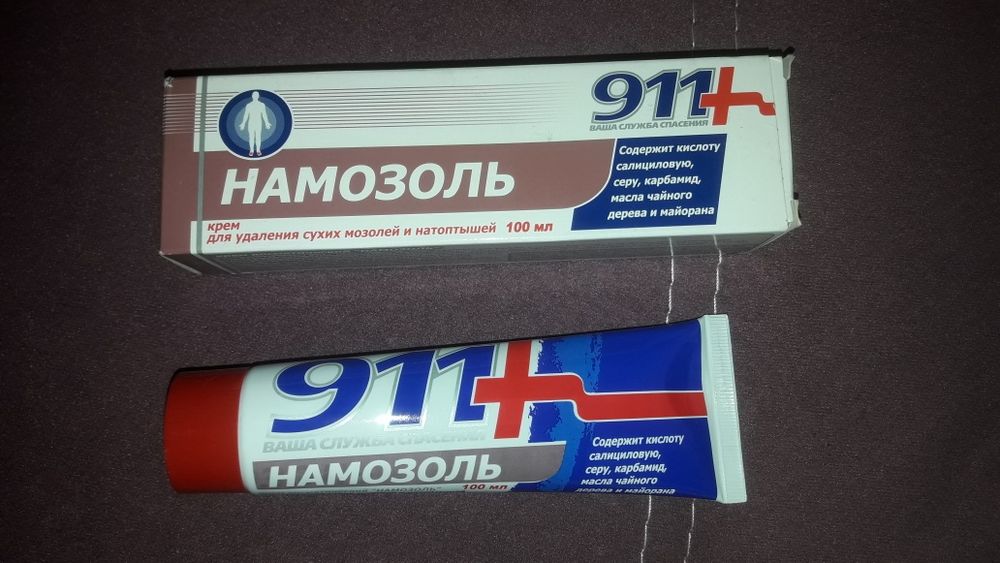 911+
ВАША СЛУЖБА СПАСЕНИЯ
НАМОЗОЛЬ
крем
для удаления сухих мозолей и натоптышей 100 мл
Содержит кислоту
салициловую,
серу, карбамид,
масла чайного
дерева и майорана
911+
ВАША СЛУЖБА СПАСЕНИЯ
НАМОЗОЛЬ
"НАМОЗОЛЬ" 100 мл
Содержит кислоту
салициловую,
серу, карбамид,
масла чайного
дерева и майорана